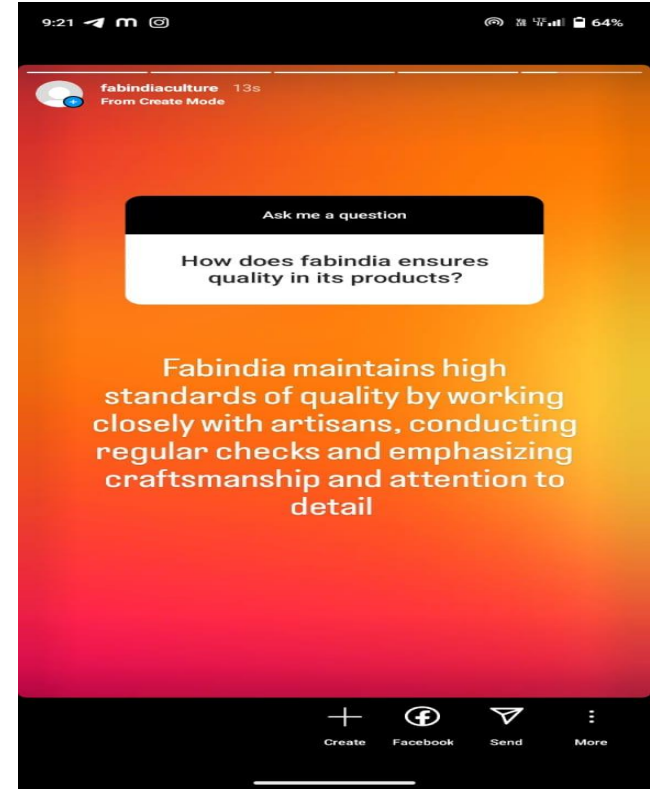 9:21
64%
fabindiaculture 13s
From Create Mode
Ask me a question
How does fabindia ensures
quality in its products?
Fabindia maintains high
standards of quality by working
closely with artisans, conducting
regular checks and emphasizing
craftsmanship and attention to
detail
Create Facebook Send More